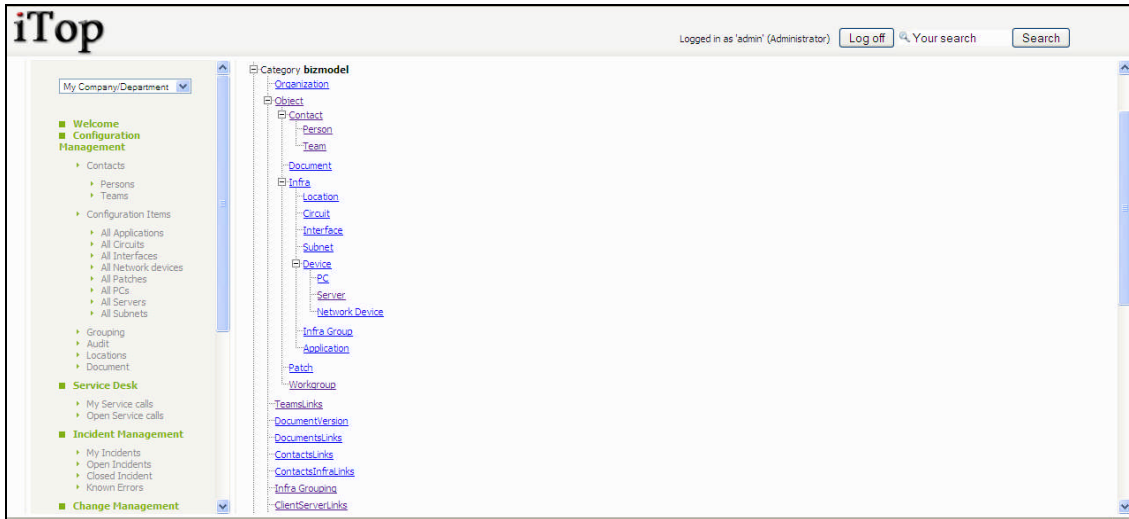 iTop
Logged in as 'admin' (Administrator) Log off Your search Search
My Company/Department
Welcome
Configuration
Management
Contacts
Persons
Teams
Configuration Items
All Applications
All Circuits
All Interfaces
All Network devices
All Patches
All PCs
All Servers
All Subnets
Grouping
Audit
Locations
Document
Service Desk
My Service calls
Open Service calls
Incident Management
My Incidents
Open Incidents
Closed Incident
Known Errors
Change Management
Category bizmodel
Organization
Object
Contact
Person
Team
Document
Infra
Location
Circuit
Interface
Subnet
Device
PC
Server
Network Device
Infra Group
Application
Patch
Workgroup
TeamsLinks
DocumentVersion
DocumentsLinks
ContactsLinks
ContactsInfraLinks
Infra Grouping
ClientServerLinks